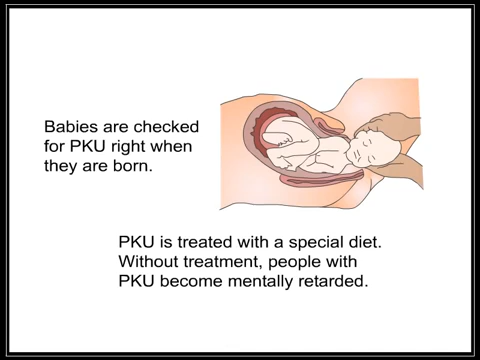 Babies are checked
for PKU right when
they are born.
PKU is treated with a special diet.
Without treatment, people with
PKU become mentally retarded.